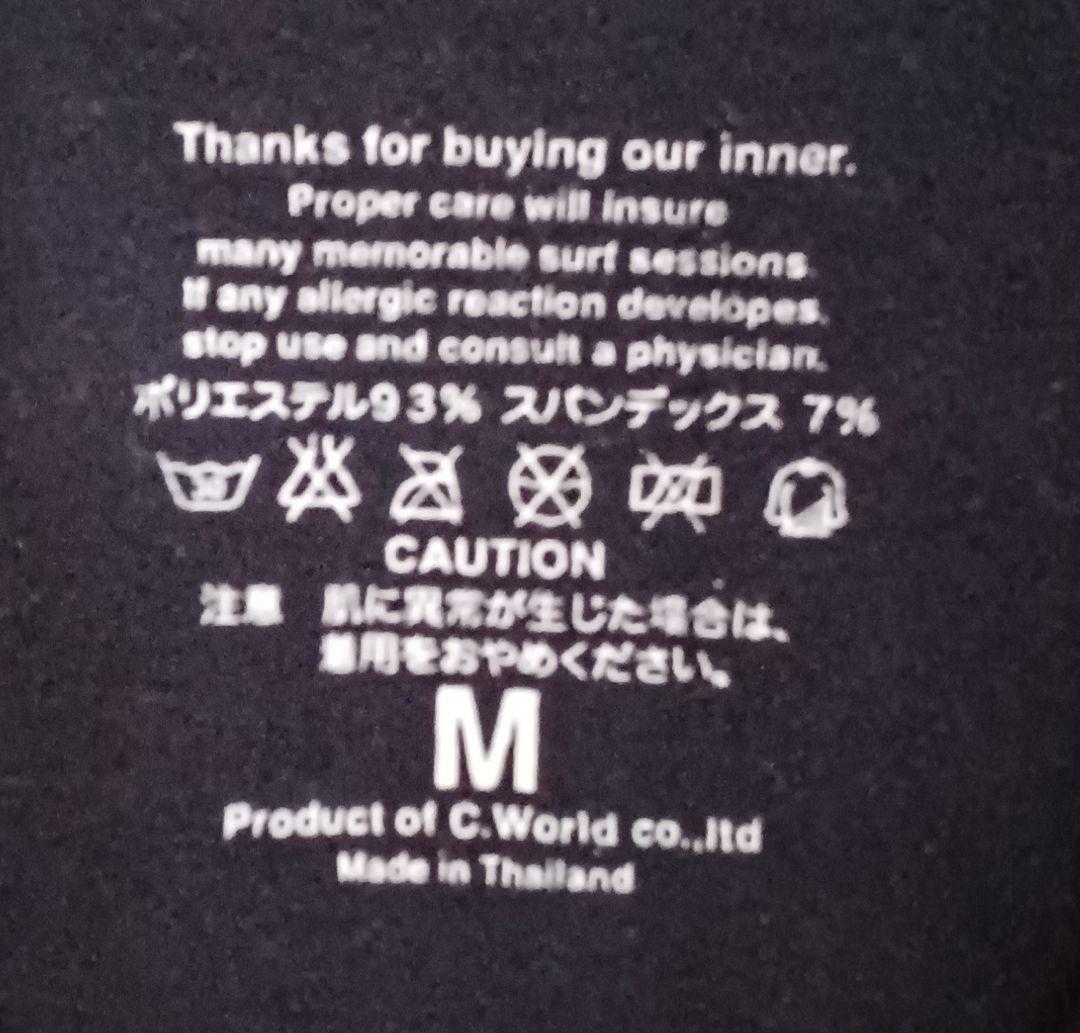 Thanks for buying our inner.
Proper care will insure
many memorable surf sessions.
If any allergic reaction developes,
stop use and consult a physician.
ポリエステル93% スパンデックス 7%
30
CAUTION
注意 肌に異常が生じた場合は、
着用をおやめください。
M
Product of C.World co.,ltd
Made in Thailand